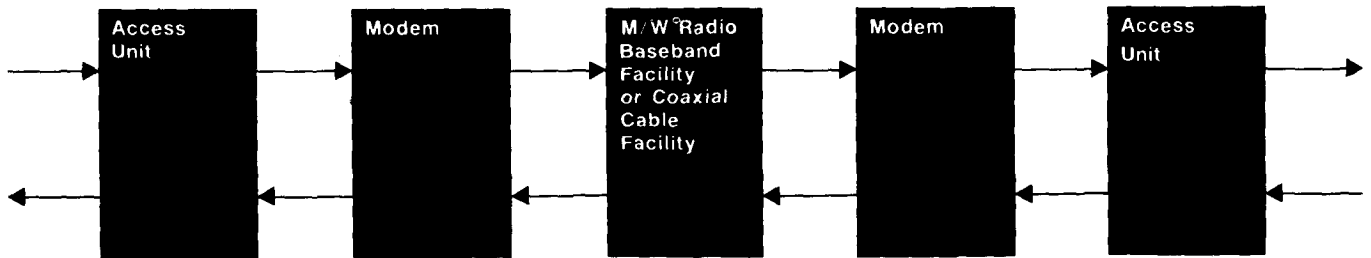 Access
Unit
Modem
M/W Radio
Baseband
Facility
or Coaxial
Cable
Facility
Modem
Access
Unit